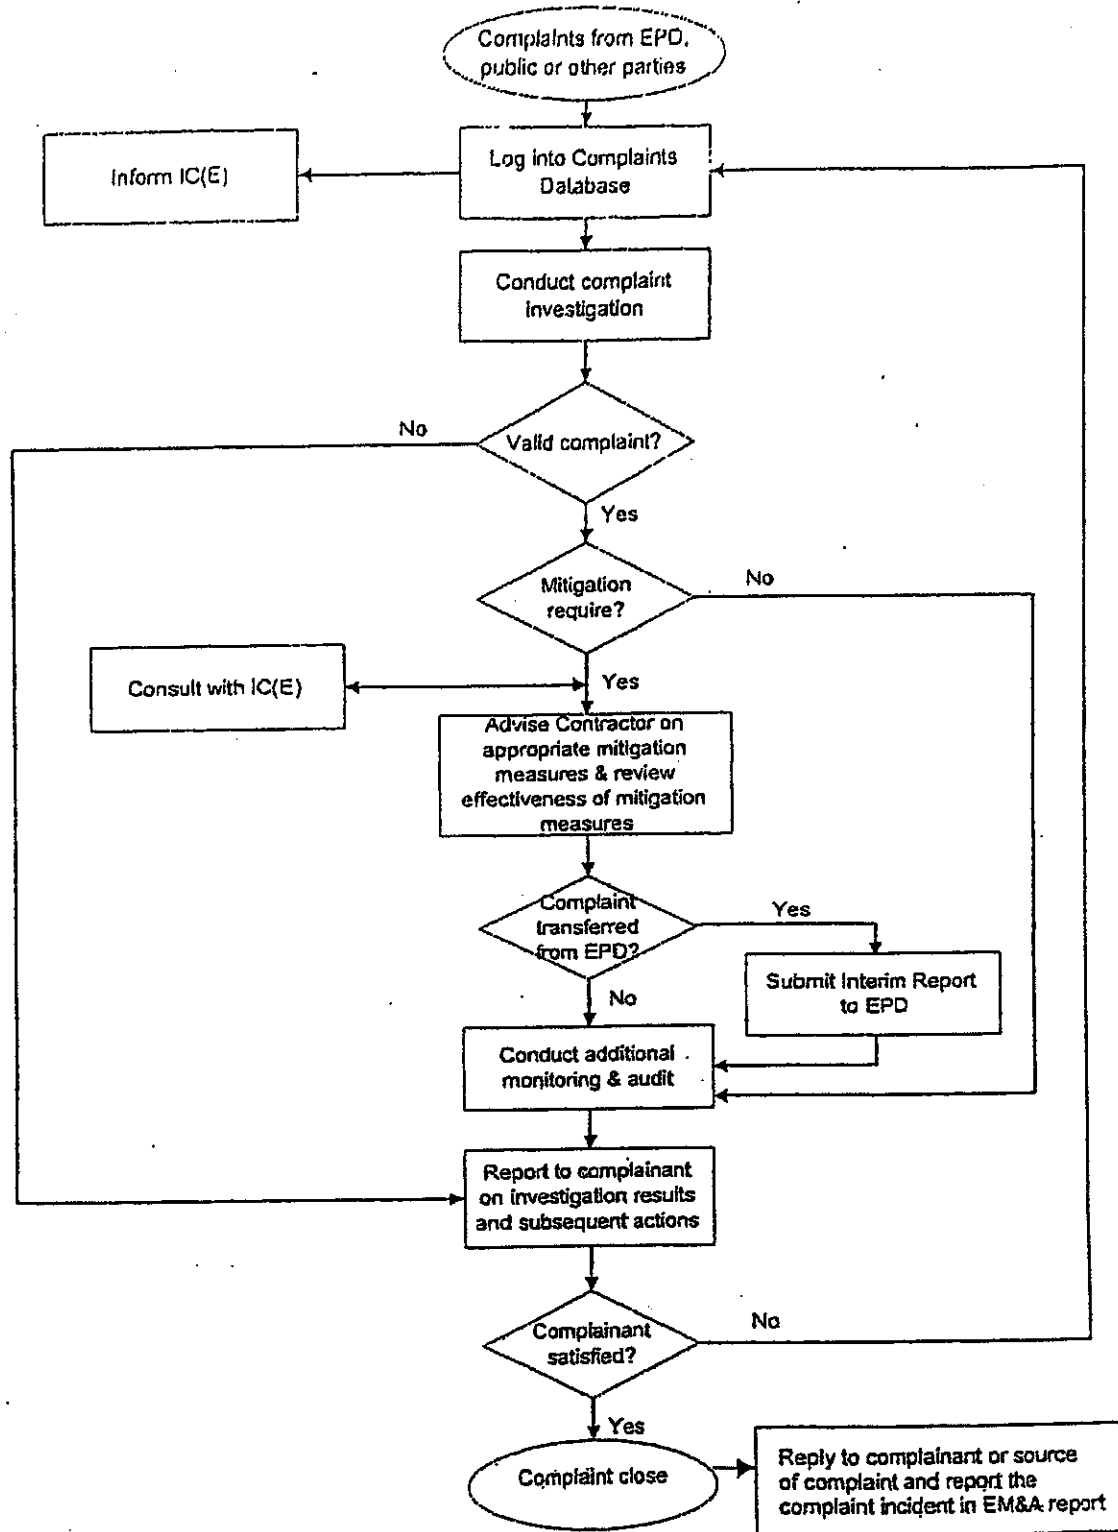 Complaints from EPD,
public or other parties
Inform IC(E)
Log into Complaints
Database
Conduct complaint
investigation
No
Valid complaint?
Yes
Mitigation
require?
No
Consult with IC(E)
Yes
Advise Contractor on
appropriate mitigation
measures & review
effectiveness of mitigation
measures
Complaint
transferred
from EPD?
Yes
Submit Interim Report
to EPD
No
Conduct additional
monitoring & audit
Report to complainant
on investigation results
and subsequent actions
Complainant
satisfied?
No
Yes
Complaint close
Reply to complainant or source
of complaint and report the
complaint incident in EM&A report